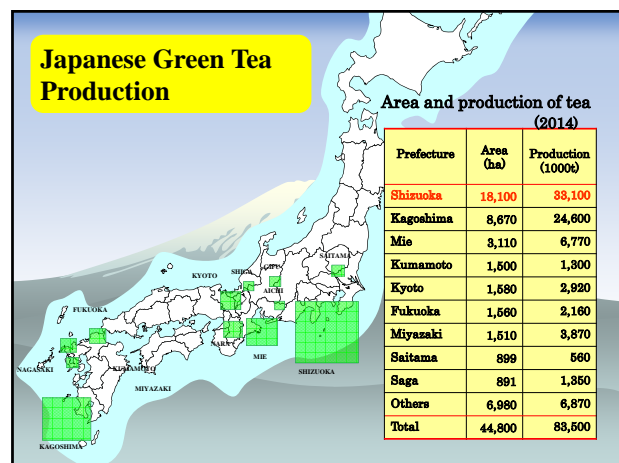 Japanese Green Tea
Production
Area and production of tea
(2014)
Prefecture Area (ha) Production (1000t)
Shizuoka 18,100 33,100
Kagoshima 8,670 24,600
Mie 3,110 6,770
Kumamoto 1,500 1,300
Kyoto 1,580 2,920
Fukuoka 1,560 2,160
Miyazaki 1,510 3,870
Saitama 899 560
Saga 891 1,350
Others 6,980 6,870
Total 44,800 83,500
SAITAMA
GIFU
SHIGA
KYOTO
AICHI
FUKUOKA
NARA
MIE
NAGASKI
KUMAMOTO
SHIZUOKA
MIYAZAKI
KAGOSHIMA